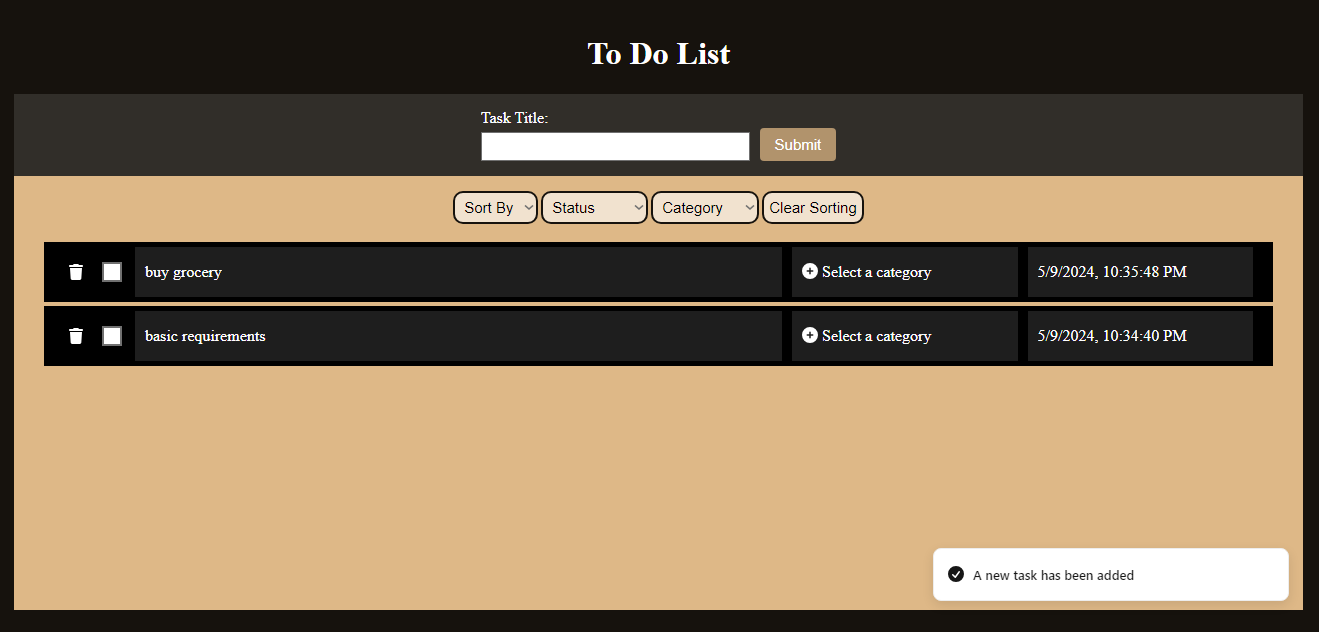 To Do List
Task Title:
Submit
Sort By Status Category Clear Sorting
buy grocery Select a category 5/9/2024, 10:35:48 PM
basic requirements Select a category 5/9/2024, 10:34:40 PM
A new task has been added